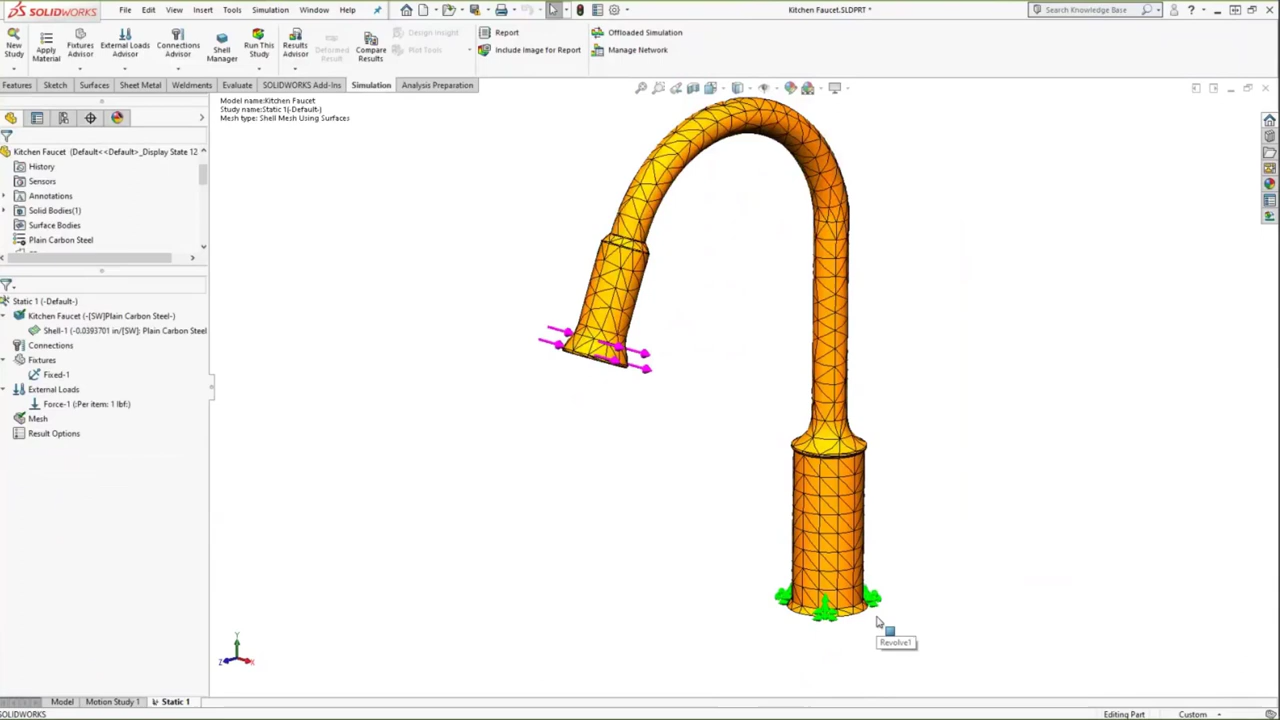 SOLIDWORKS
File Edit View Insert Tools Simulation Window Help
Kitchen Faucet.SLDPRT *
Search Knowledge Base
New Study
Apply Material
Fixtures Advisor
External Loads Advisor
Connections Advisor
Shell Manager
Run This Study
Results Advisor
Deformed Result
Compare Results
Design Insight
Plot Tools
Report
Include Image for Report
Offloaded Simulation
Manage Network
Features Sketch Surfaces Sheet Metal Weldments Evaluate SOLIDWORKS Add-Ins Simulation Analysis Preparation
Model name:Kitchen Faucet
Study name:Static 1(-Default-)
Mesh type: Shell Mesh Using Surfaces
Kitchen Faucet (Default<<Default>_Display State 12
History
Sensors
Annotations
Solid Bodies(1)
Surface Bodies
Plain Carbon Steel
Static 1 (-Default-)
Kitchen Faucet (-[SW]Plain Carbon Steel-)
Shell-1 (-0.0393701 in/[SW]: Plain Carbon Steel
Connections
Fixtures
Fixed-1
External Loads
Force-1 (:Per item: 1 lbf:)
Mesh
Result Options
Revolve1
Y
Z X
Model Motion Study 1 Static 1
SOLIDWORKS
Editing Part Custom